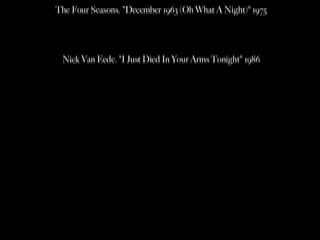 The Four Seasons. "December 1963 (Oh What A Night)" 1975
Nick Van Eede. "I Just Died In Your Arms Tonight" 1986